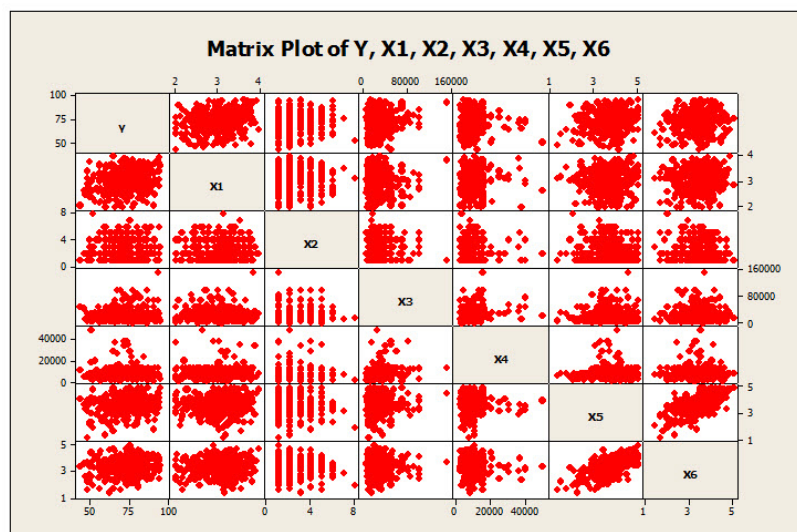 Matrix Plot of Y, X1, X2, X3, X4, X5, X6
2 3 4 0 80000 160000 1 3 5
100
75
50
Y
X1
4
3
2
8
4
0
X2
X3
160000
80000
0
40000
20000
0
X4
X5
5
3
1
5
3
1
X6
50 75 100 0 4 8 0 20000 40000 1 3 5